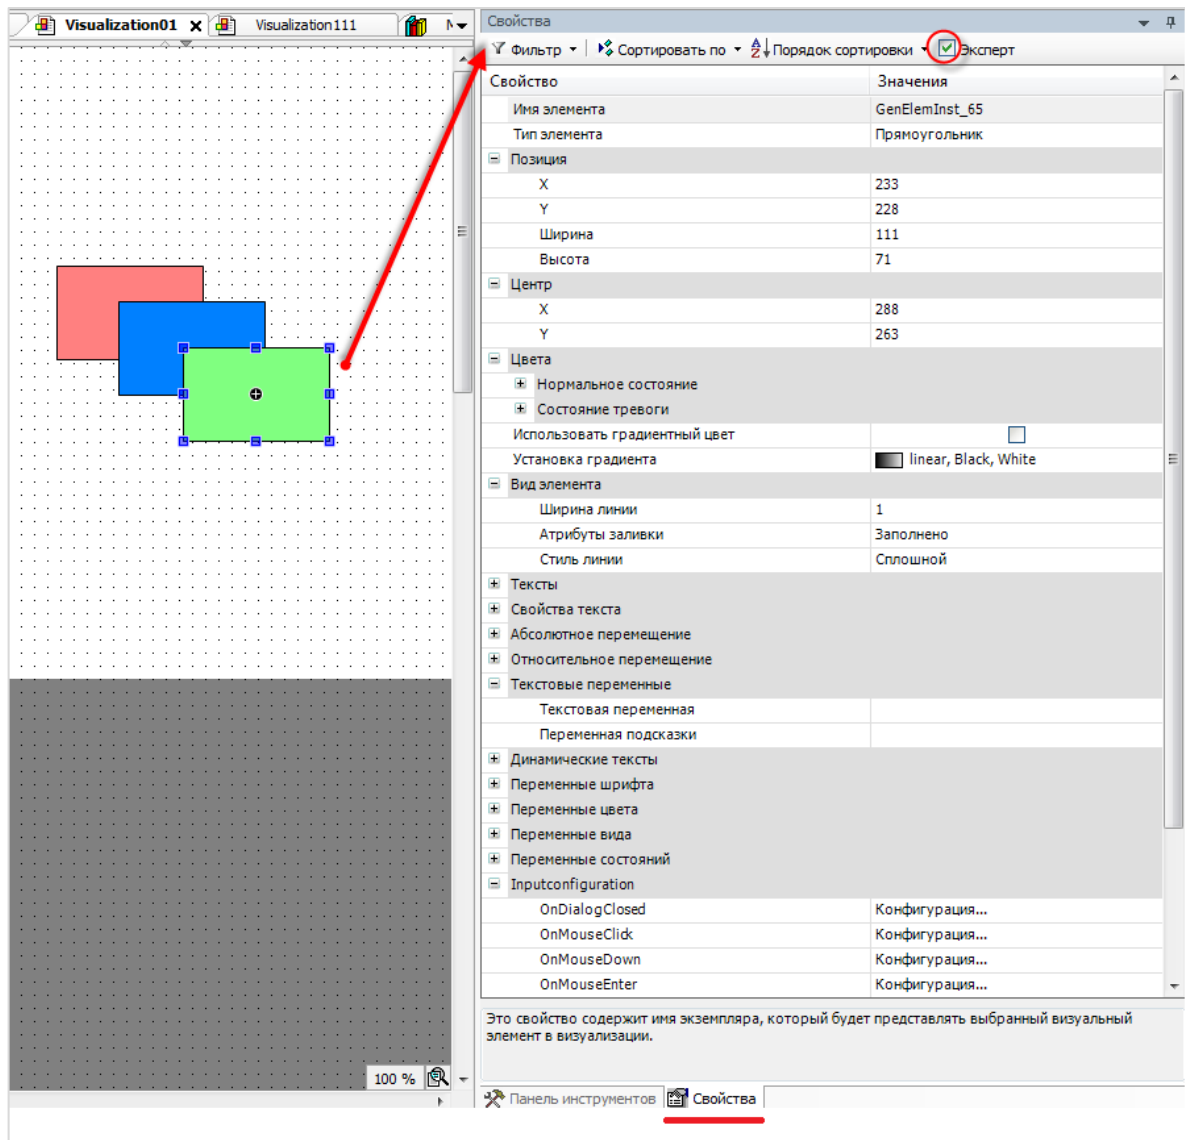 Visualization01
Visualization111
Свойства
Фильтр
Сортировать по
Порядок сортировки
Эксперт
Свойство Значения
Имя элемента GenElemInst_65
Тип элемента Прямоугольник
Позиция
X 233
Y 228
Ширина 111
Высота 71
Центр
X 288
Y 263
Цвета
Нормальное состояние
Состояние тревоги
Использовать градиентный цвет
Установка градиента linear, Black, White
Вид элемента
Ширина линии 1
Атрибуты заливки Заполнено
Стиль линии Сплошной
Тексты
Свойства текста
Абсолютное перемещение
Относительное перемещение
Текстовые переменные
Текстовая переменная
Переменная подсказки
Динамические тексты
Переменные шрифта
Переменные цвета
Переменные вида
Переменные состояний
Inputconfiguration
OnDialogClosed Конфигурация...
OnMouseClick Конфигурация...
OnMouseDown Конфигурация...
OnMouseEnter Конфигурация...
Это свойство содержит имя экземпляра, который будет представлять выбранный визуальный
элемент в визуализации.
100 %
Панель инструментов
Свойства